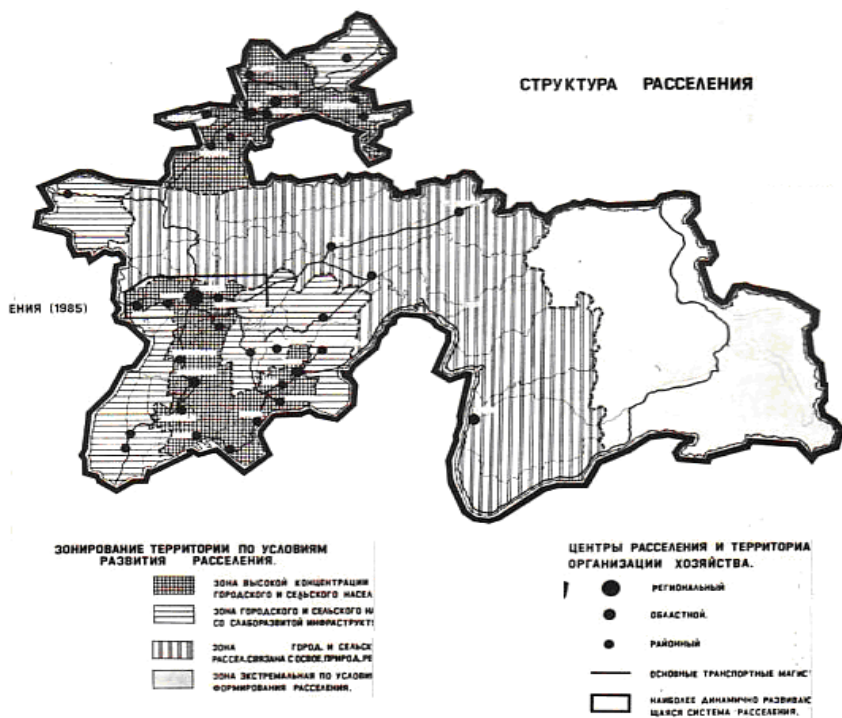 СТРУКТУРА РАССЕЛЕНИЯ
ЕНИЯ (1985)
ЗОНИРОВАНИЕ ТЕРРИТОРИИ ПО УСЛОВИЯМ
РАЗВИТИЯ РАССЕЛЕНИЯ.
ЗОНА ВЫСОКОЙ КОНЦЕНТРАЦИИ
ГОРОДСКОГО И СЕЛЬСКОГО НАСЕЛ
ЗОНА ГОРОДСКОГО И СЕЛЬСКОГО НА
СО СЛАБОРАЗВИТОЙ ИНФРАСТРУКТ
ЗОНА ГОРОД. И СЕЛЬСК
РАССЕЛ.СВЯЗАНА С ОСВОЕ.ПРИРОД.РЕ
ЗОНА ЭКСТРЕМАЛЬНАЯ ПО УСЛОВИ
ФОРМИРОВАНИЯ РАССЕЛЕНИЯ.
ЦЕНТРЫ РАССЕЛЕНИЯ И ТЕРРИТОРИА
ОРГАНИЗАЦИИ ХОЗЯЙСТВА.
РЕГИОНАЛЬНЫЙ
ОБЛАСТНОЙ.
РАЙОННЫЙ
ОСНОВНЫЕ ТРАНСПОРТНЫЕ МАГИС
НАИБОЛЕЕ ДИНАМИЧНО РАЗВИВАЮ
ЩАЯСЯ СИСТЕМА РАССЕЛЕНИЯ.